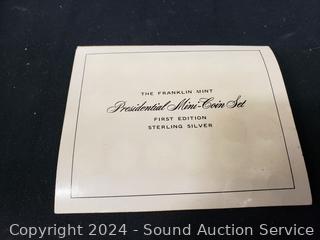 THE FRANKLIN MINT
Presidential Mini-Coin Set
FIRST EDITION
STERLING SILVER
Copyright 2024 - Sound Auction Service